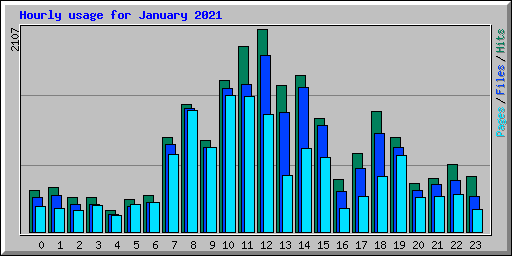 Hourly usage for January 2021
2107
Pages/Files/Hits
0 1 2 3 4 5 6 7 8 9 10 11 12 13 14 15 16 17 18 19 20 21 22 23